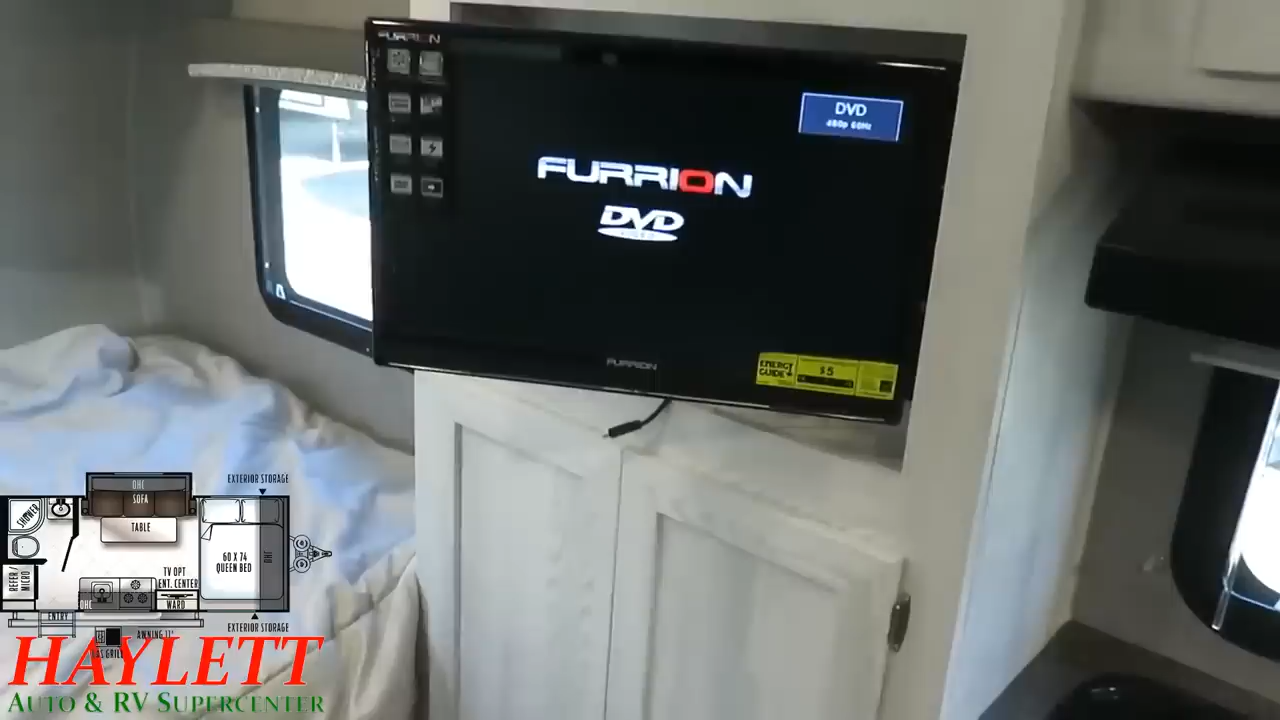 FURRION
DVD
480p 60Hz
FURRION
DVD
VIDEO
FURRION
ENERGY
GUIDE
$5
EXTERIOR STORAGE
OHC
SOFA
SHOWER
TABLE
60 X 74
QUEEN BED
OHC
REFER/
MICRO
TV OPT
ENT. CENTER
OHC
WARD
ENTRY
EXTERIOR STORAGE
AWNING 11'
GAS GRILL
HAYLETT
AUTO & RV SUPERCENTER